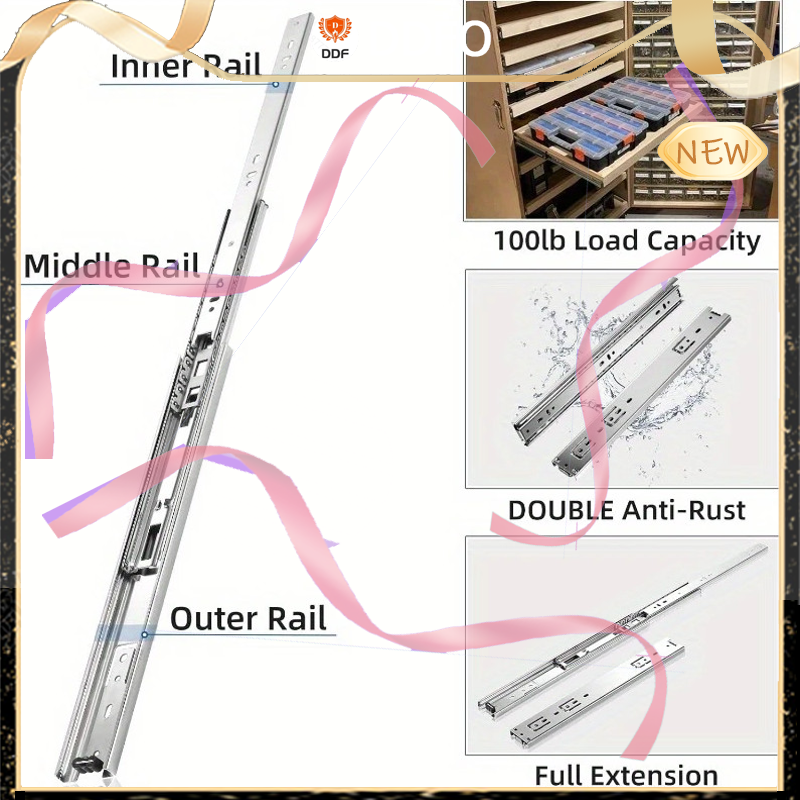 DDF
Inner Rail
NEW
100lb Load Capacity
Middle Rail
DOUBLE Anti-Rust
Outer Rail
Full Extension